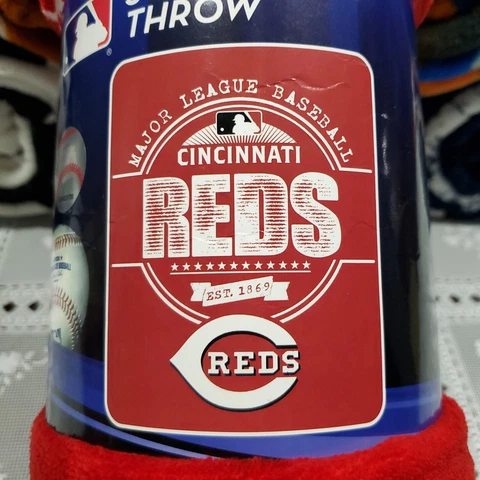 THROW
MAJOR LEAGUE BASEBALL
CINCINNATI
REDS
EST. 1869
REDS